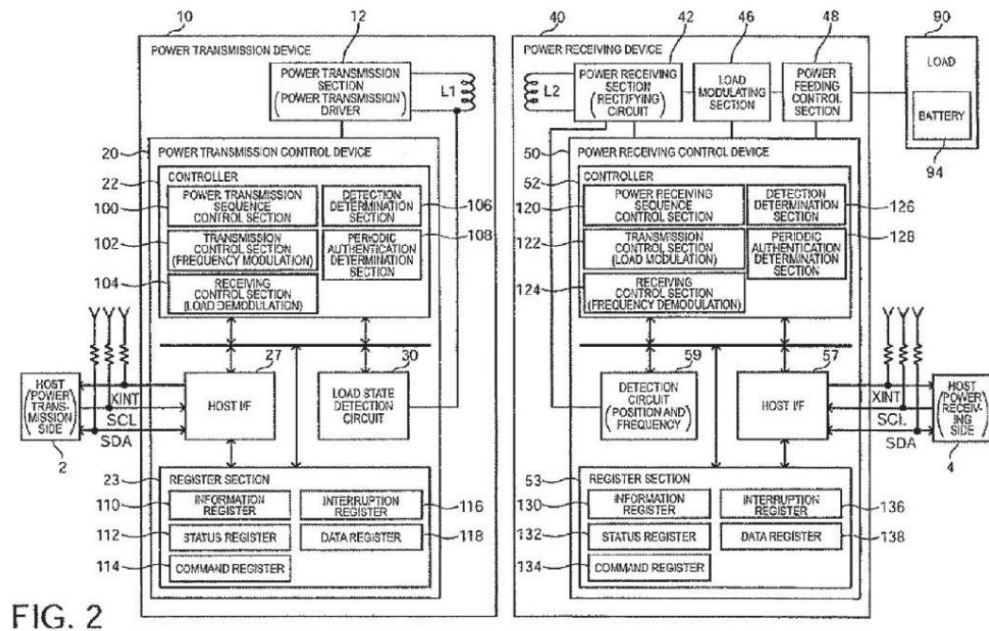 10
12
POWER TRANSMISSION DEVICE
POWER TRANSMISSION
SECTION
(POWER TRANSMISSION
DRIVER)
L1
20
POWER TRANSMISSION CONTROL DEVICE
22
CONTROLLER
100
POWER TRANSMISSION
SEQUENCE
CONTROL SECTION
DETECTION
DETERMINATION
SECTION
106
102
TRANSMISSION
CONTROL SECTION
(FREQUENCY MODULATION)
PERIODIC
AUTHENTICATION
DETERMINATION
SECTION
108
104
RECEIVING
CONTROL SECTION
(LOAD DEMODULATION)
27
30
HOST
(POWER
TRANS-
MISSION
SIDE)
2
XINT
SCL
SDA
HOST I/F
LOAD STATE
DETECTION
CIRCUIT
23
REGISTER SECTION
110
INFORMATION
REGISTER
INTERRUPTION
REGISTER
116
112
STATUS REGISTER
DATA REGISTER
118
114
COMMAND REGISTER
40
42
46
48
90
POWER RECEIVING DEVICE
L2
POWER RECEIVING
SECTION
(RECTIFYING
CIRCUIT)
LOAD
MODULATING
SECTION
POWER
FEEDING
CONTROL
SECTION
LOAD
BATTERY
94
50
POWER RECEIVING CONTROL DEVICE
52
CONTROLLER
120
POWER RECEIVING
SEQUENCE
CONTROL SECTION
DETECTION
DETERMINATION
SECTION
126
122
TRANSMISSION
CONTROL SECTION
(LOAD MODULATION)
PERIODIC
AUTHENTICATION
DETERMINATION
SECTION
128
124
RECEIVING
CONTROL SECTION
(FREQUENCY DEMODULATION)
59
57
DETECTION
CIRCUIT
(POSITION AND
FREQUENCY)
HOST I/F
XINT
SCL
SDA
HOST
(POWER
RECEIV-
ING
SIDE)
4
53
REGISTER SECTION
130
INFORMATION
REGISTER
INTERRUPTION
REGISTER
136
132
STATUS REGISTER
DATA REGISTER
138
134
COMMAND REGISTER
FIG. 2